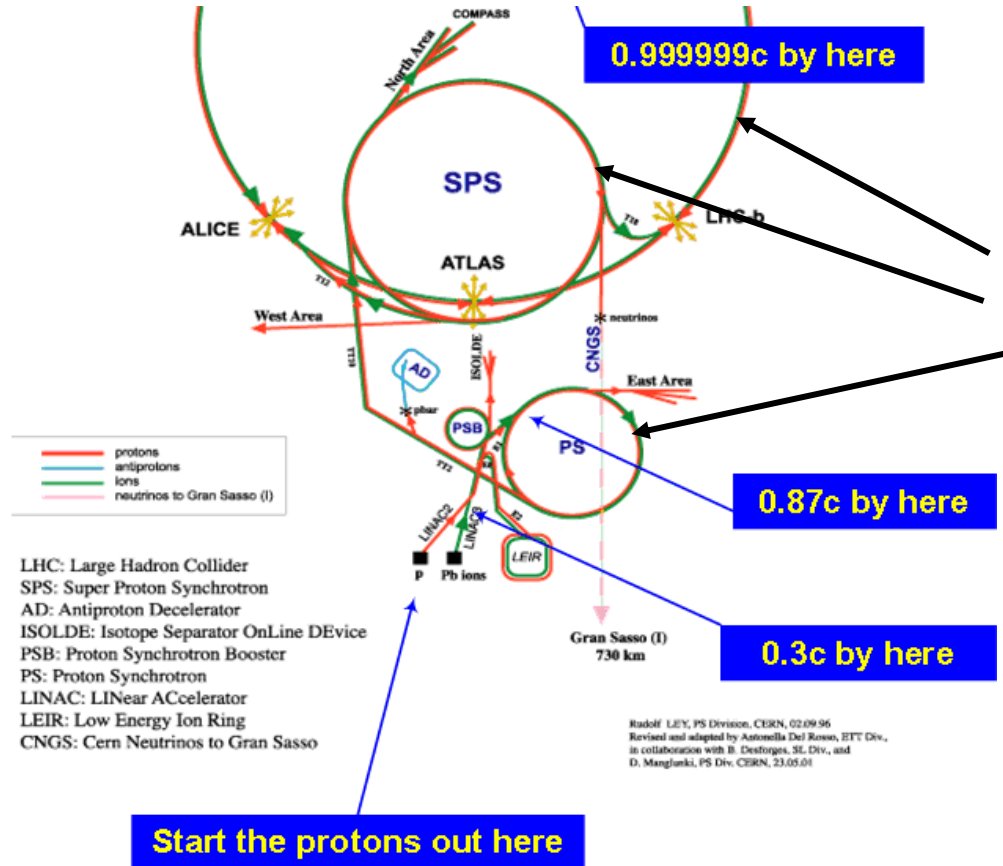 COMPASS
North Area
0.999999c by here
SPS
ALICE
LHC-b
TI8
ATLAS
TI2
West Area
neutrinos
CNGS
ISOLDE
TT10
AD
East Area
pbar
PSB
PS
TT2
E2
protons
antiprotons
ions
neutrinos to Gran Sasso (I)
0.87c by here
LINAC2
LINAC3
LEIR
p
Pb ions
LHC: Large Hadron Collider
SPS: Super Proton Synchrotron
AD: Antiproton Decelerator
ISOLDE: Isotope Separator OnLine DEvice
PSB: Proton Synchrotron Booster
PS: Proton Synchrotron
LINAC: LINear ACcelerator
LEIR: Low Energy Ion Ring
CNGS: Cern Neutrinos to Gran Sasso
Gran Sasso (I)
730 km
0.3c by here
Rudolf LEY, PS Division, CERN, 02.09.96
Revised and adapted by Antonella Del Rosso, ETT Div.,
in collaboration with B. Desforges, SL Div., and
D. Manglunki, PS Div. CERN, 23.05.01
Start the protons out here